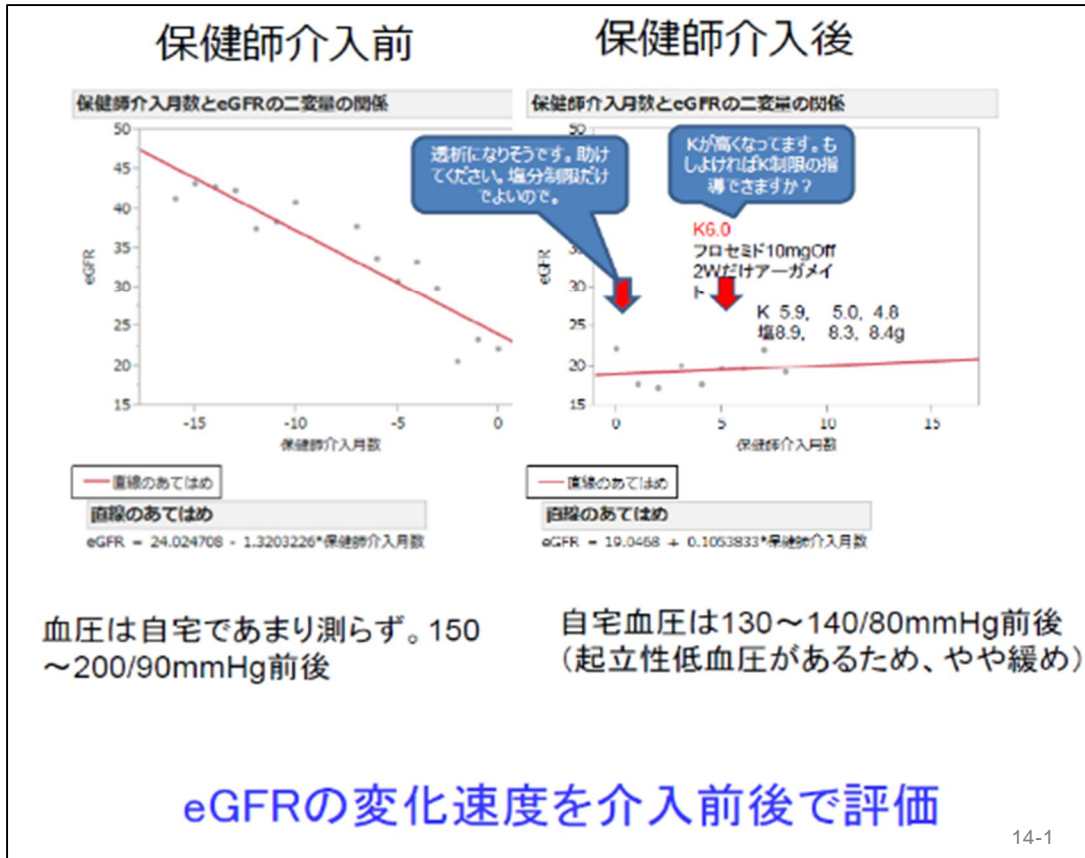 保健師介入前
保健師介入月数とeGFRの二変量の関係
50
45
40
35
30
25
20
15
eGFR
-15
-10
-5
0
保健師介入月数
直線のあてはめ
直線のあてはめ
eGFR = 24.024708 - 1.3203226*保健師介入月数
血圧は自宅であまり測らず。150
～200/90mmHg前後
保健師介入後
保健師介入月数とeGFRの二変量の関係
透析になりそうです。助け
てください。塩分制限だけ
でよいので。
Kが高くなってます。も
しよければK制限の指
導できますか？
K6.0
フロセミド10mgOff
2Wだけアーガメイ
ト
K 5.9, 5.0, 4.8
塩8.9, 8.3, 8.4g
50
30
25
20
15
eGFR
0
5
10
15
保健師介入月数
直線のあてはめ
直線のあてはめ
eGFR = 19.0468 + 0.1053833*保健師介入月数
自宅血圧は130～140/80mmHg前後
（起立性低血圧があるため、やや緩め）
eGFRの変化速度を介入前後で評価
14-1